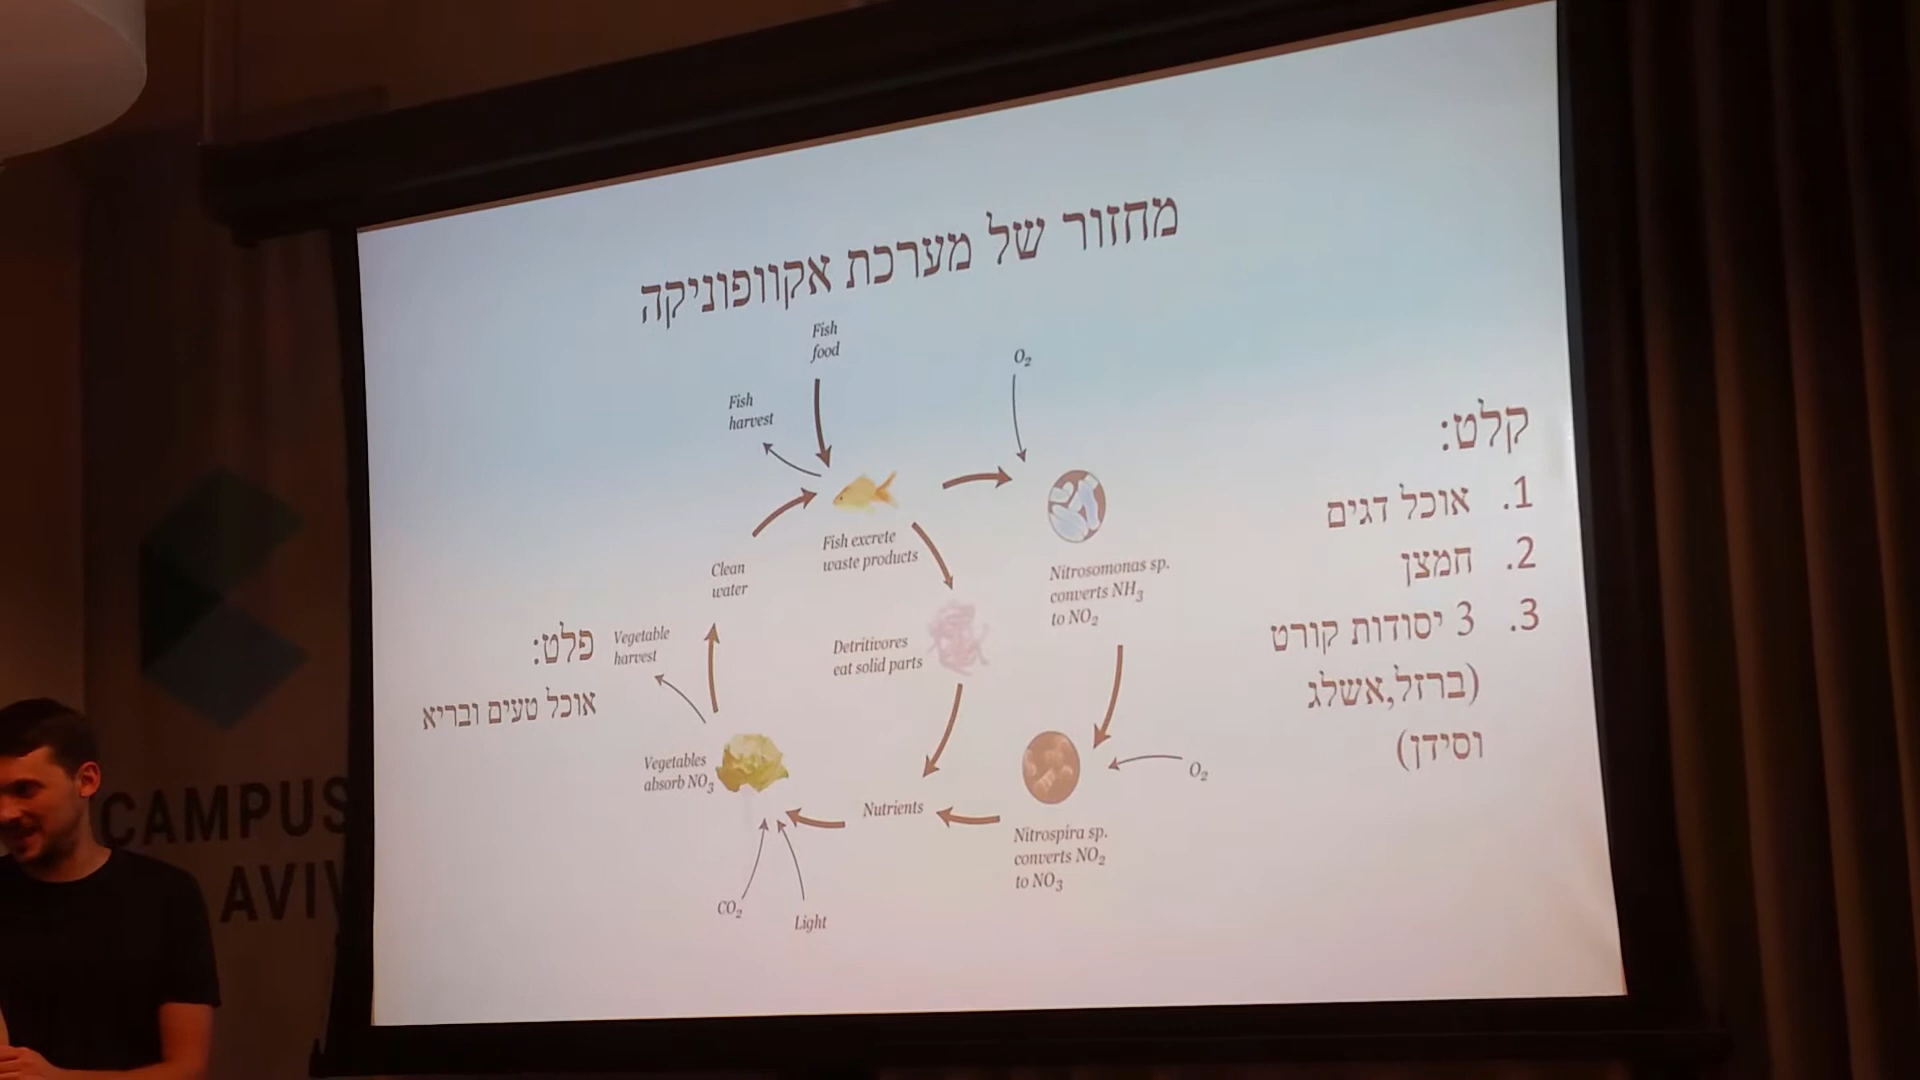 מחזור של מערכת אקוופוניקה
Fish
food
O₂
Fish
harvest
Fish excrete
waste products
Clean
water
Nitrosomonas sp.
converts NH₃
to NO₂
Detritivores
eat solid parts
Vegetable
harvest
Vegetables
absorb NO₃
Nutrients
O₂
Nitrospira sp.
converts NO₂
to NO₃
CO₂
Light
קלט:
1. אוכל דגים
2. חמצן
3. 3 יסודות קורט
(ברזל,אשלג
וסידן)
פלט:
אוכל טעים ובריא
CAMPUS
AVIV